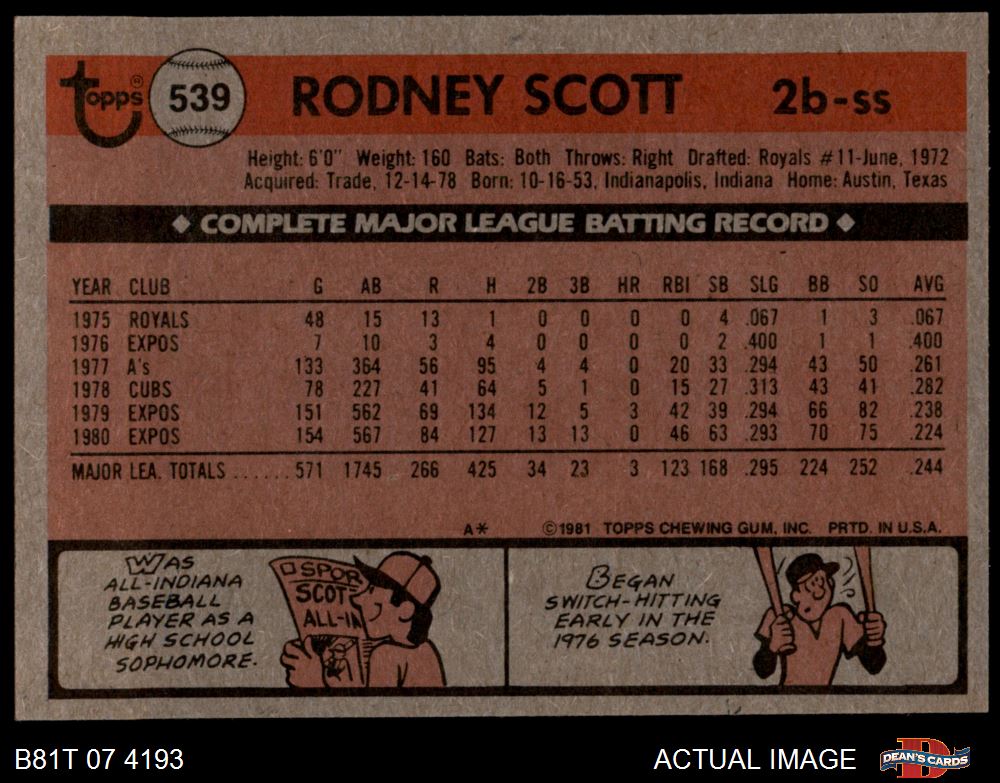 topps® 539 RODNEY SCOTT 2b-ss
Height: 6'0" Weight: 160 Bats: Both Throws: Right Drafted: Royals #11-June, 1972
Acquired: Trade, 12-14-78 Born: 10-16-53, Indianapolis, Indiana Home: Austin, Texas
◆ COMPLETE MAJOR LEAGUE BATTING RECORD ◆
YEAR CLUB G AB R H 2B 3B HR RBI SB SLG BB SO AVG
1975 ROYALS 48 15 13 1 0 0 0 0 4 .067 1 3 .067
1976 EXPOS 7 10 3 4 0 0 0 0 2 .400 1 1 .400
1977 A's 133 364 56 95 4 4 0 20 33 .294 43 50 .261
1978 CUBS 78 227 41 64 5 1 0 15 27 .313 43 41 .282
1979 EXPOS 151 562 69 134 12 5 3 42 39 .294 66 82 .238
1980 EXPOS 154 567 84 127 13 13 0 46 63 .293 70 75 .224
MAJOR LEA. TOTALS ...... 571 1745 266 425 34 23 3 123 168 .295 224 252 .244
A* ©1981 TOPPS CHEWING GUM, INC. PRTD. IN U.S.A.
WAS
ALL-INDIANA
BASEBALL
PLAYER AS A
HIGH SCHOOL
SOPHOMORE.
SPOR
SCOT
ALL-IN
BEGAN
SWITCH-HITTING
EARLY IN THE
1976 SEASON.
B81T 07 4193 ACTUAL IMAGE DEAN'S CARDS